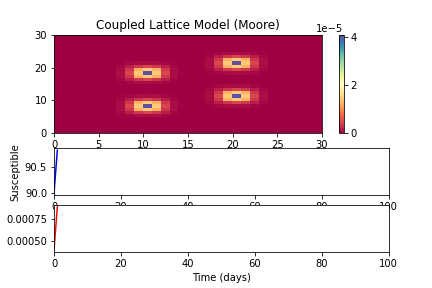 Coupled Lattice Model (Moore)
1e−5
30
20
10
0
0 5 10 15 20 25 30
4
2
0
Susceptible
90.5
90.0
0 20 40 60 80 100
0.00075
0.00050
0 20 40 60 80 100
Time (days)